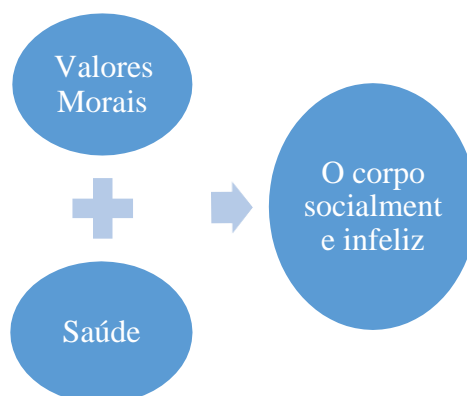 Valores
Morais
Saúde
O corpo
socialment
e infeliz